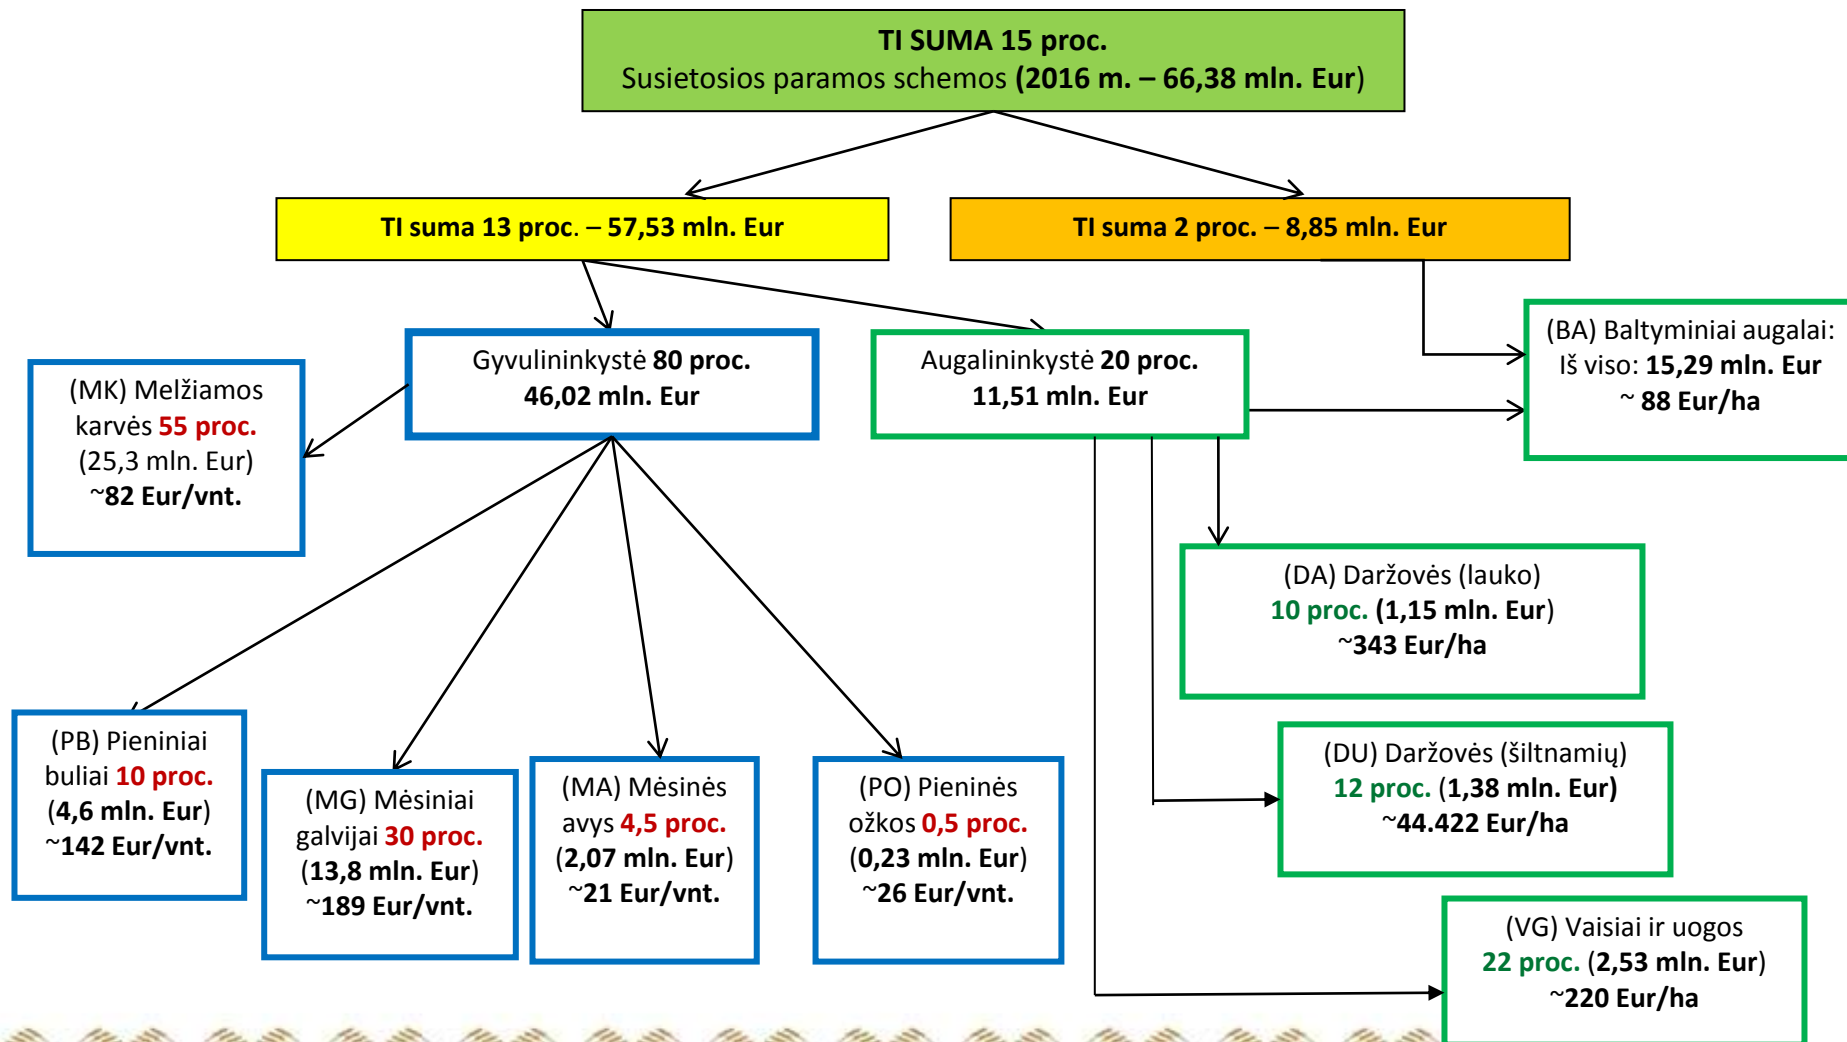 TI SUMA 15 proc.
Susietosios paramos schemos (2016 m. – 66,38 mln. Eur)
TI suma 13 proc. – 57,53 mln. Eur
TI suma 2 proc. – 8,85 mln. Eur
(MK) Melžiamos
karvės 55 proc.
(25,3 mln. Eur)
~82 Eur/vnt.
Gyvulininkystė 80 proc.
46,02 mln. Eur
Augalininkystė 20 proc.
11,51 mln. Eur
(BA) Baltyminiai augalai:
Iš viso: 15,29 mln. Eur
~ 88 Eur/ha
(DA) Daržovės (lauko)
10 proc. (1,15 mln. Eur)
~343 Eur/ha
(PB) Pieniniai
buliai 10 proc.
(4,6 mln. Eur)
~142 Eur/vnt.
(MG) Mėsiniai
galvijai 30 proc.
(13,8 mln. Eur)
~189 Eur/vnt.
(MA) Mėsinės
avys 4,5 proc.
(2,07 mln. Eur)
~21 Eur/vnt.
(PO) Pieninės
ožkos 0,5 proc.
(0,23 mln. Eur)
~26 Eur/vnt.
(DU) Daržovės (šiltnamių)
12 proc. (1,38 mln. Eur)
~44.422 Eur/ha
(VG) Vaisiai ir uogos
22 proc. (2,53 mln. Eur)
~220 Eur/ha